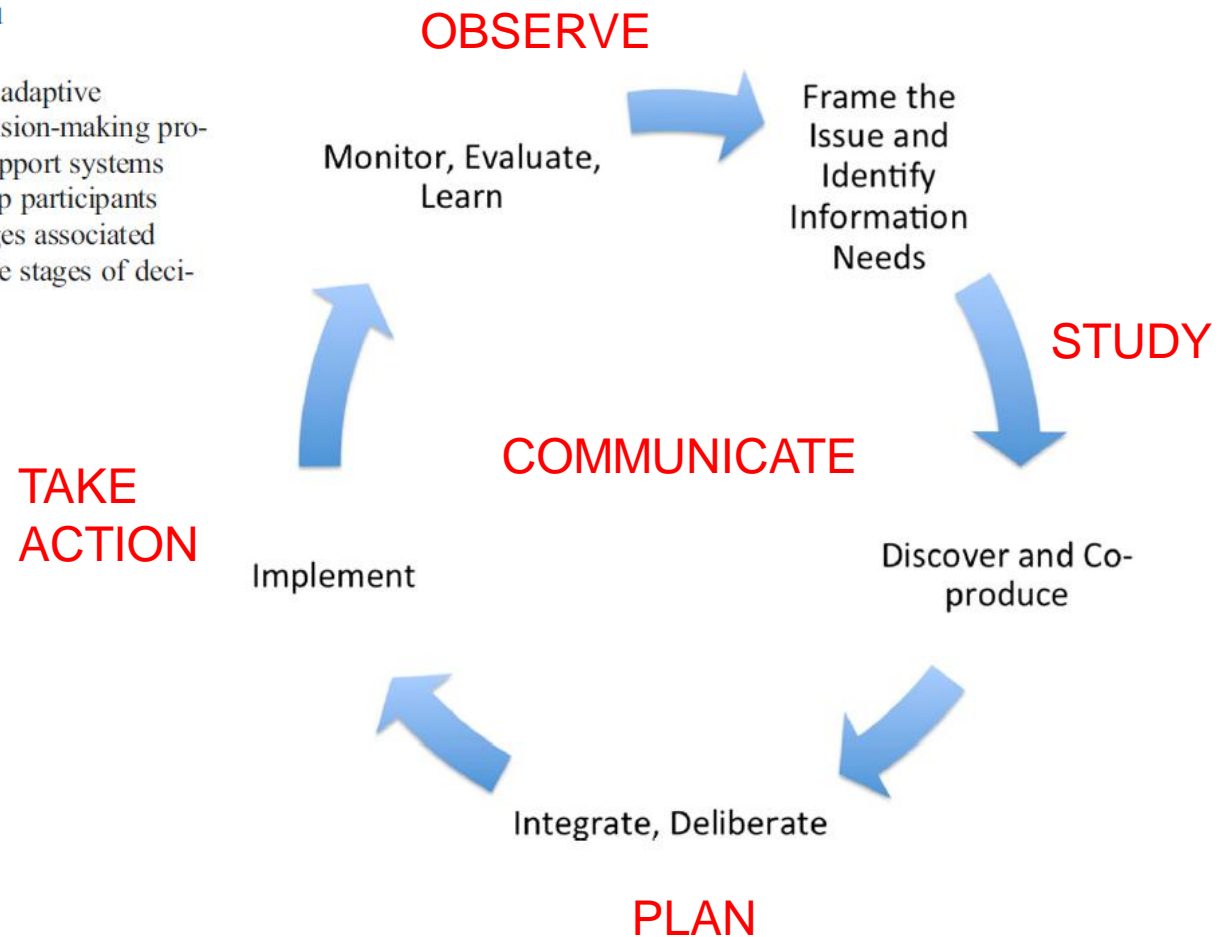 OBSERVE
adaptive
sion-making pro-
pport systems
p participants
ges associated
e stages of deci-
Monitor, Evaluate,
Learn
Frame the
Issue and
Identify
Information
Needs
STUDY
COMMUNICATE
TAKE
ACTION
Implement
Discover and Co-
produce
Integrate, Deliberate
PLAN